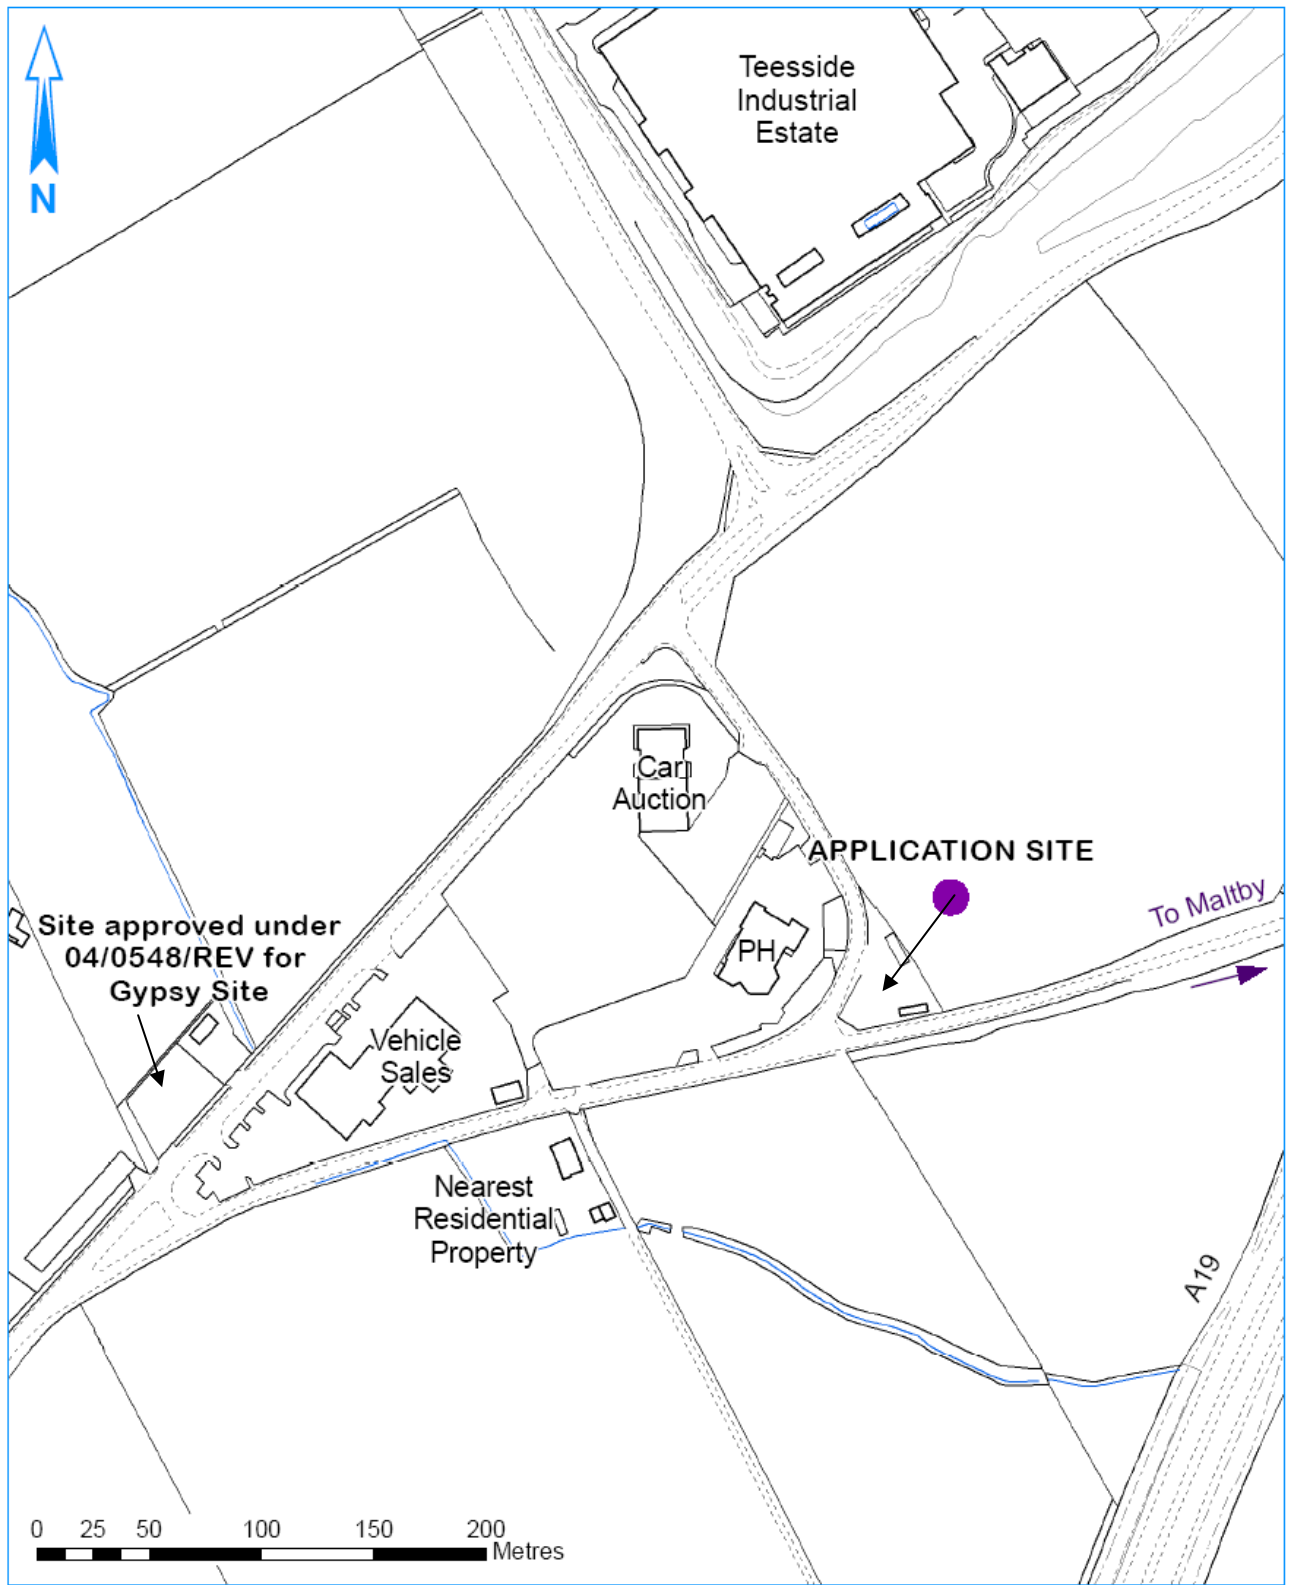 Teesside
Industrial
Estate
N
Car
Auction
APPLICATION SITE
To Maltby
Site approved under
04/0548/REV for
Gypsy Site
PH
Vehicle
Sales
Nearest
Residential
Property
A19
0 25 50 100 150 200
Metres